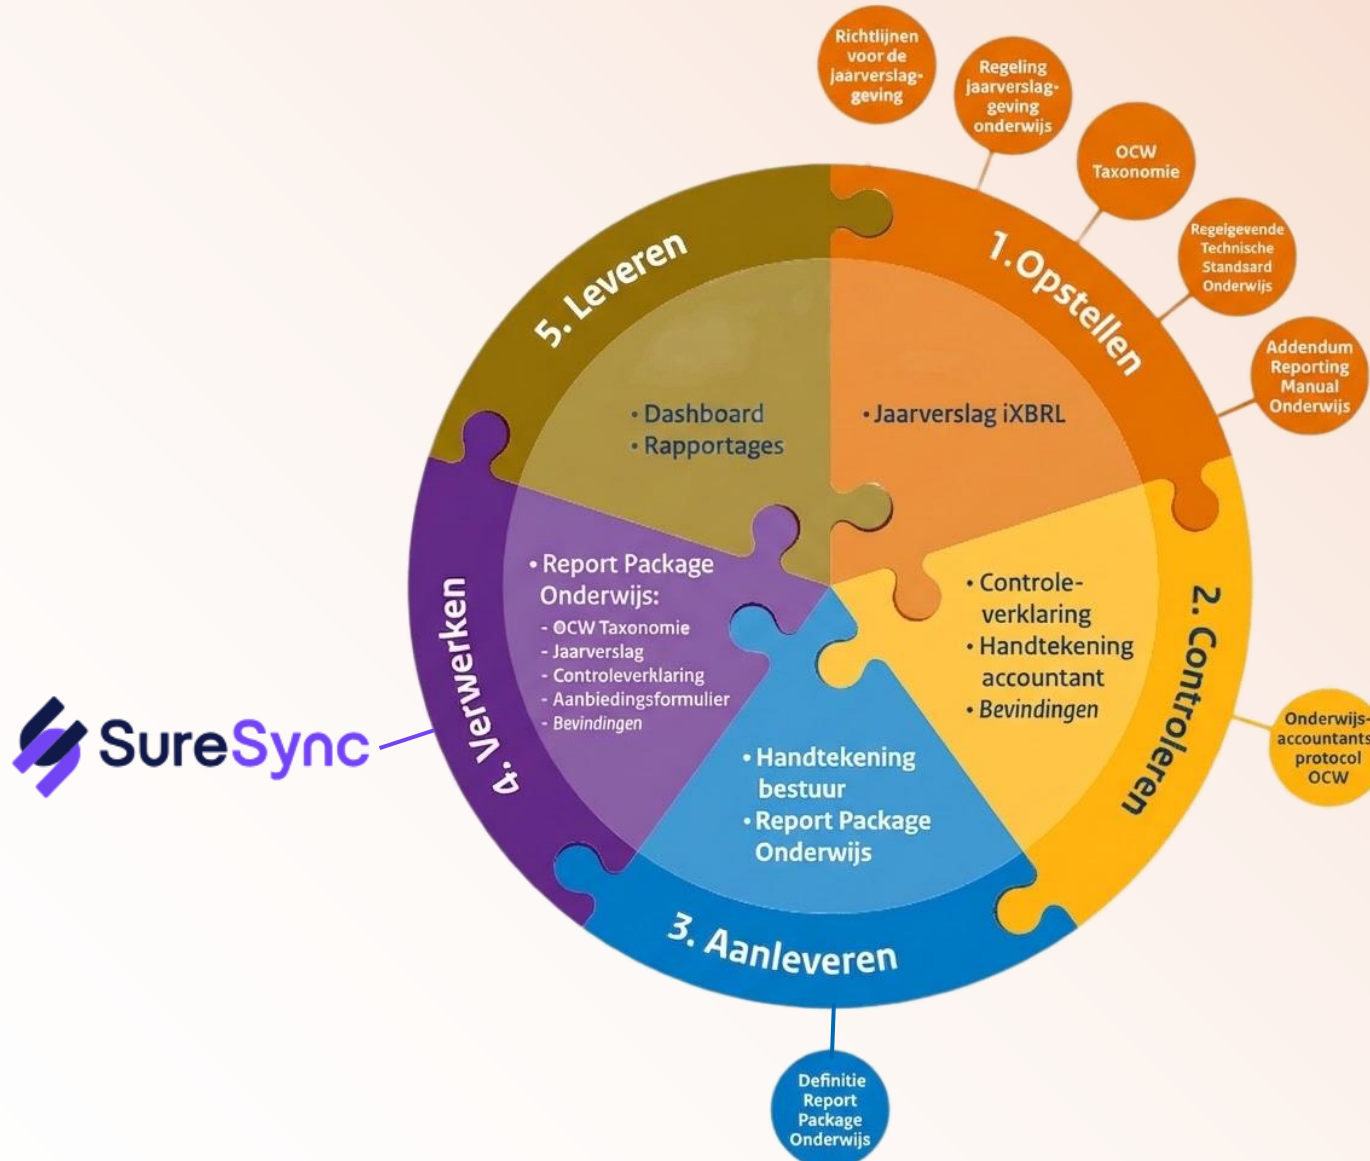 Richtlijnen
voor de
jaarverslag-
geving
Regeling
jaarverslag-
geving
onderwijs
OCW
Taxonomie
Regelgevende
Technische
Standsard
Onderwijs
Addendum
Reporting
Manual
Onderwijs
1.Opstellen
• Jaarverslag iXBRL
2. Controleren
• Controle-
verklaring
• Handtekening
accountant
• Bevindingen
Onderwijs-
accountants
protocol
OCW
3. Aanleveren
• Handtekening
bestuur
• Report Package
Onderwijs
Definitie
Report
Package
Onderwijs
4. Verwerken
• Report Package
Onderwijs:
- OCW Taxonomie
- Jaarverslag
- Controleverklaring
- Aanbiedingsformulier
- Bevindingen
SureSync
5. Leveren
• Dashboard
• Rapportages